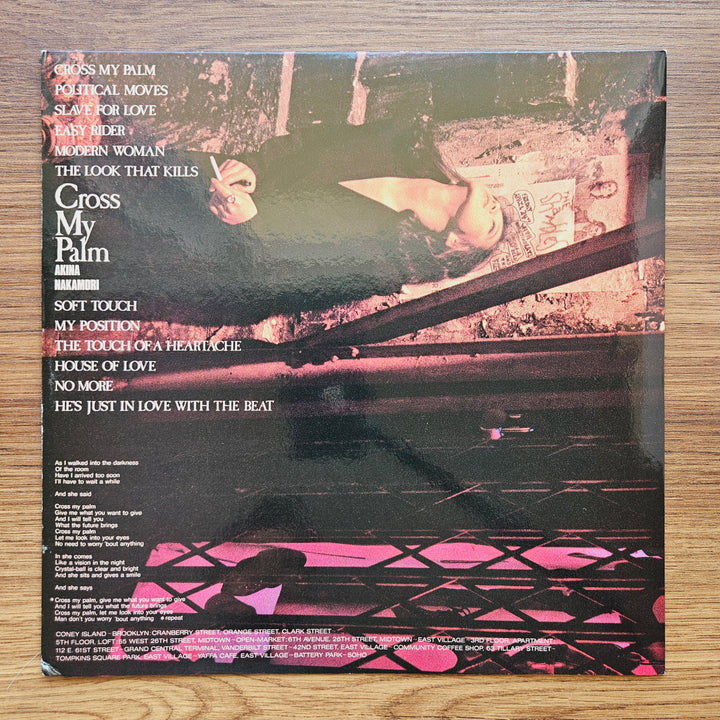 CROSS MY PALM
POLITICAL MOVES
SLAVE FOR LOVE
EASY RIDER
MODERN WOMAN
THE LOOK THAT KILLS
Cross
My
Palm
AKINA
NAKAMORI
SOFT TOUCH
MY POSITION
THE TOUCH OF A HEARTACHE
HOUSE OF LOVE
NO MORE
HE'S JUST IN LOVE WITH THE BEAT
As I walked into the darkness
Of the room
Have I arrived too soon
I'll have to wait a while
And she said
Cross my palm
Give me what you want to give
And I will tell you
What the future brings
Cross my palm
Let me look into your eyes
No need to worry 'bout anything
In she comes
Like a vision in the night
Crystal-ball is clear and bright
And she sits and gives a smile
And she says
*Cross my palm, give me what you want to give
*And I will tell you what the future brings
Cross my palm, let me look into your eyes
Man don't you worry 'bout anything *repeat
CONEY ISLAND - BROOKLYN: CRANBERRY STREET, ORANGE STREET, CLARK STREET
5TH FLOOR, LOFT: 56 WEST 26TH STREET, MIDTOWN - OPEN-MARKET: 6TH AVENUE, 26TH STREET, MIDTOWN - EAST VILLAGE - 3RD FLOOR, APARTMENT:
112 E. 61ST STREET - GRAND CENTRAL TERMINAL, VANDERBILT STREET - 42ND STREET, EAST VILLAGE - COMMUNITY COFFEE SHOP, 63 TILLARY STREET -
TOMPKINS SQUARE PARK, EAST VILLAGE - YAFFA CAFE, EAST VILLAGE - BATTERY PARK - SOHO